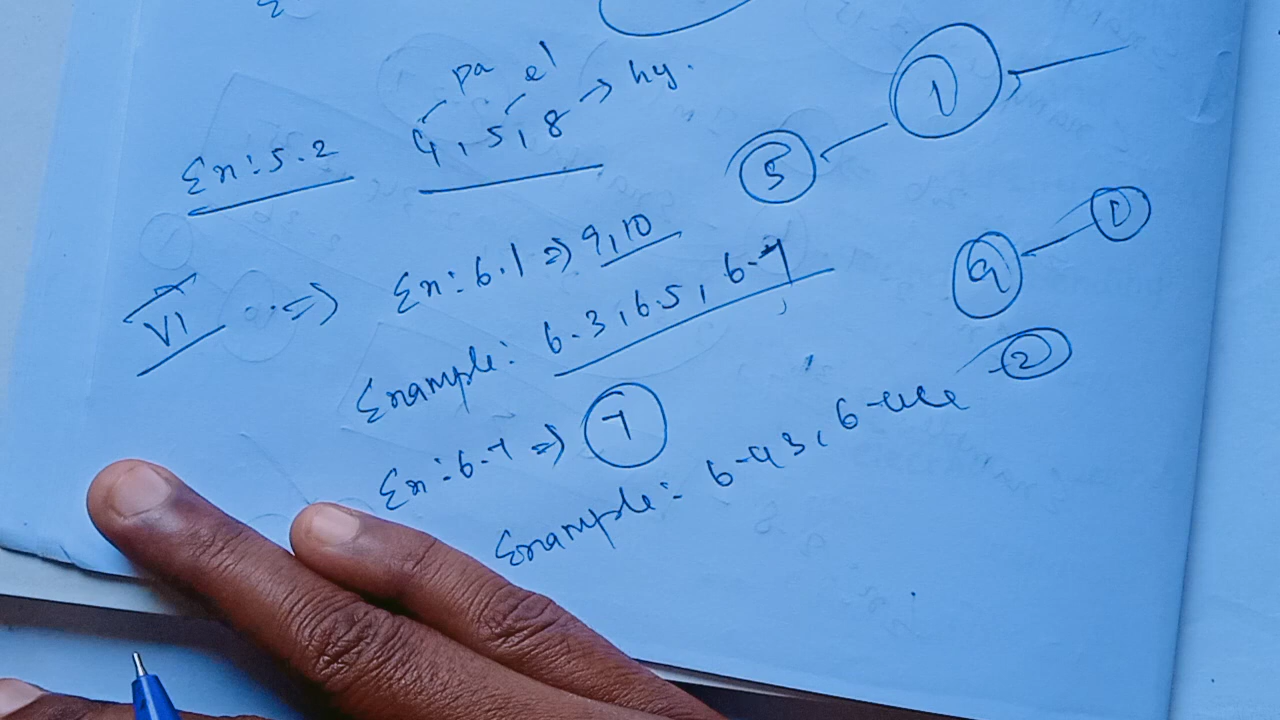 pa el
Ex: 5.2 4, 5, 8 → hy.
1
5
VI ⇒ Ex: 6.1 ⇒ 9, 10
1
Example: 6.3, 6.5, 6.7
9
Ex: 6.7 ⇒ 7
2
Example: 6.43, 6.44